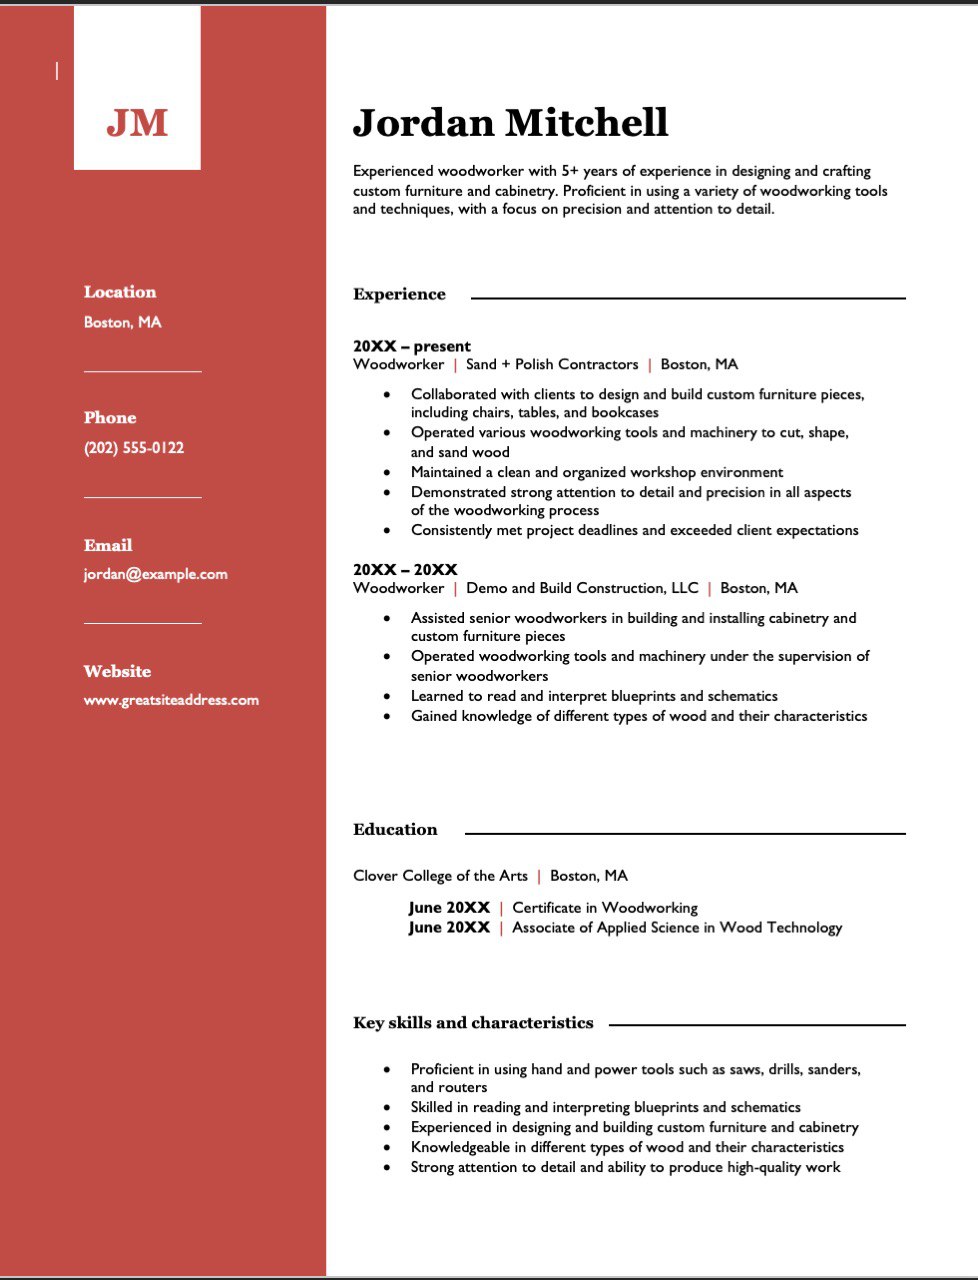 JM
Location
Boston, MA
Phone
(202) 555-0122
Email
jordan@example.com
Website
www.greatsiteaddress.com
Jordan Mitchell
Experienced woodworker with 5+ years of experience in designing and crafting
custom furniture and cabinetry. Proficient in using a variety of woodworking tools
and techniques, with a focus on precision and attention to detail.
Experience
20XX – present
Woodworker | Sand + Polish Contractors | Boston, MA
• Collaborated with clients to design and build custom furniture pieces,
including chairs, tables, and bookcases
• Operated various woodworking tools and machinery to cut, shape,
and sand wood
• Maintained a clean and organized workshop environment
• Demonstrated strong attention to detail and precision in all aspects
of the woodworking process
• Consistently met project deadlines and exceeded client expectations
20XX – 20XX
Woodworker | Demo and Build Construction, LLC | Boston, MA
• Assisted senior woodworkers in building and installing cabinetry and
custom furniture pieces
• Operated woodworking tools and machinery under the supervision of
senior woodworkers
• Learned to read and interpret blueprints and schematics
• Gained knowledge of different types of wood and their characteristics
Education
Clover College of the Arts | Boston, MA
June 20XX | Certificate in Woodworking
June 20XX | Associate of Applied Science in Wood Technology
Key skills and characteristics
• Proficient in using hand and power tools such as saws, drills, sanders,
and routers
• Skilled in reading and interpreting blueprints and schematics
• Experienced in designing and building custom furniture and cabinetry
• Knowledgeable in different types of wood and their characteristics
• Strong attention to detail and ability to produce high-quality work